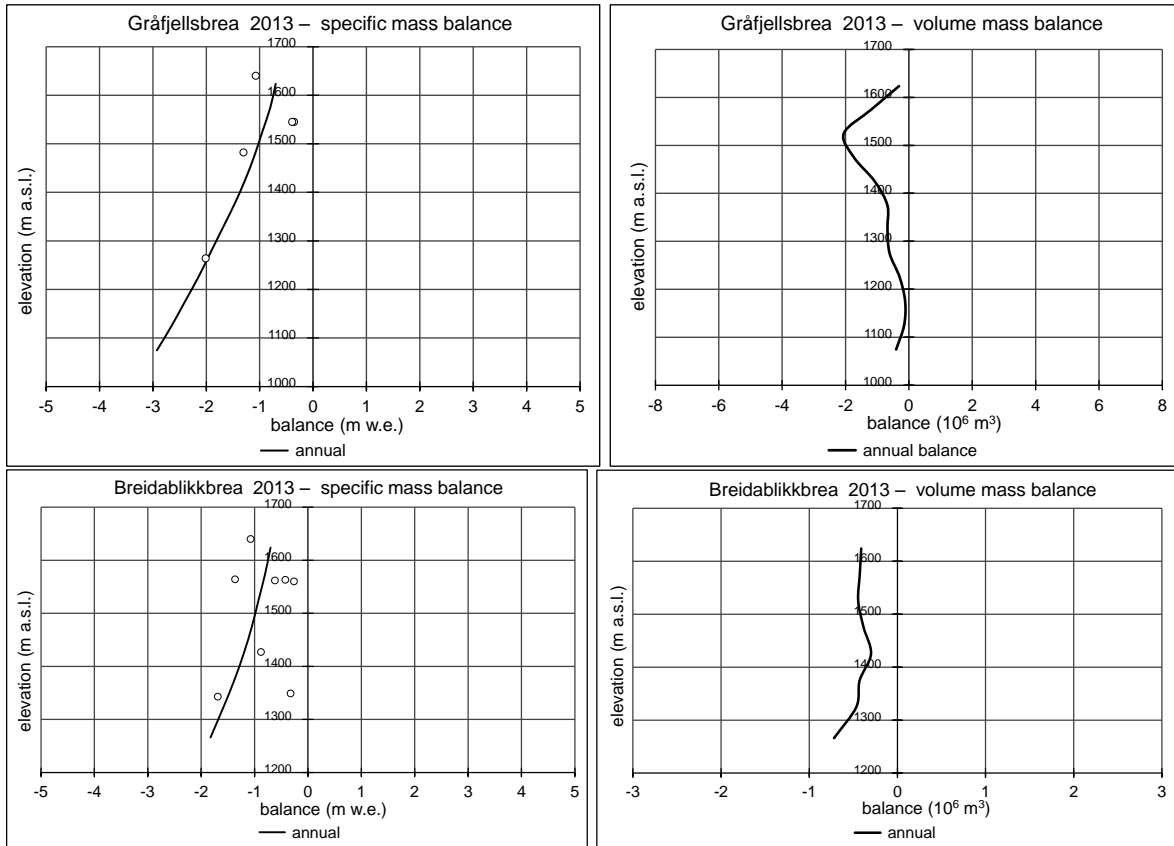 Gråfjellsbrea 2013 – specific mass balance
1700
1600
1500
1400
1300
1200
1100
1000
elevation (m a.s.l.)
-5 -4 -3 -2 -1 0 1 2 3 4 5
balance (m w.e.)
annual
Gråfjellsbrea 2013 – volume mass balance
1700
1600
1500
1400
1300
1200
1100
1000
elevation (m a.s.l.)
-8 -6 -4 -2 0 2 4 6 8
balance (10⁶ m³)
annual balance
Breidablikkbrea 2013 – specific mass balance
1700
1600
1500
1400
1300
1200
elevation (m a.s.l.)
-5 -4 -3 -2 -1 0 1 2 3 4 5
balance (m w.e.)
annual
Breidablikkbrea 2013 – volume mass balance
1700
1600
1500
1400
1300
1200
elevation (m a.s.l.)
-3 -2 -1 0 1 2 3
balance (10⁶ m³)
annual